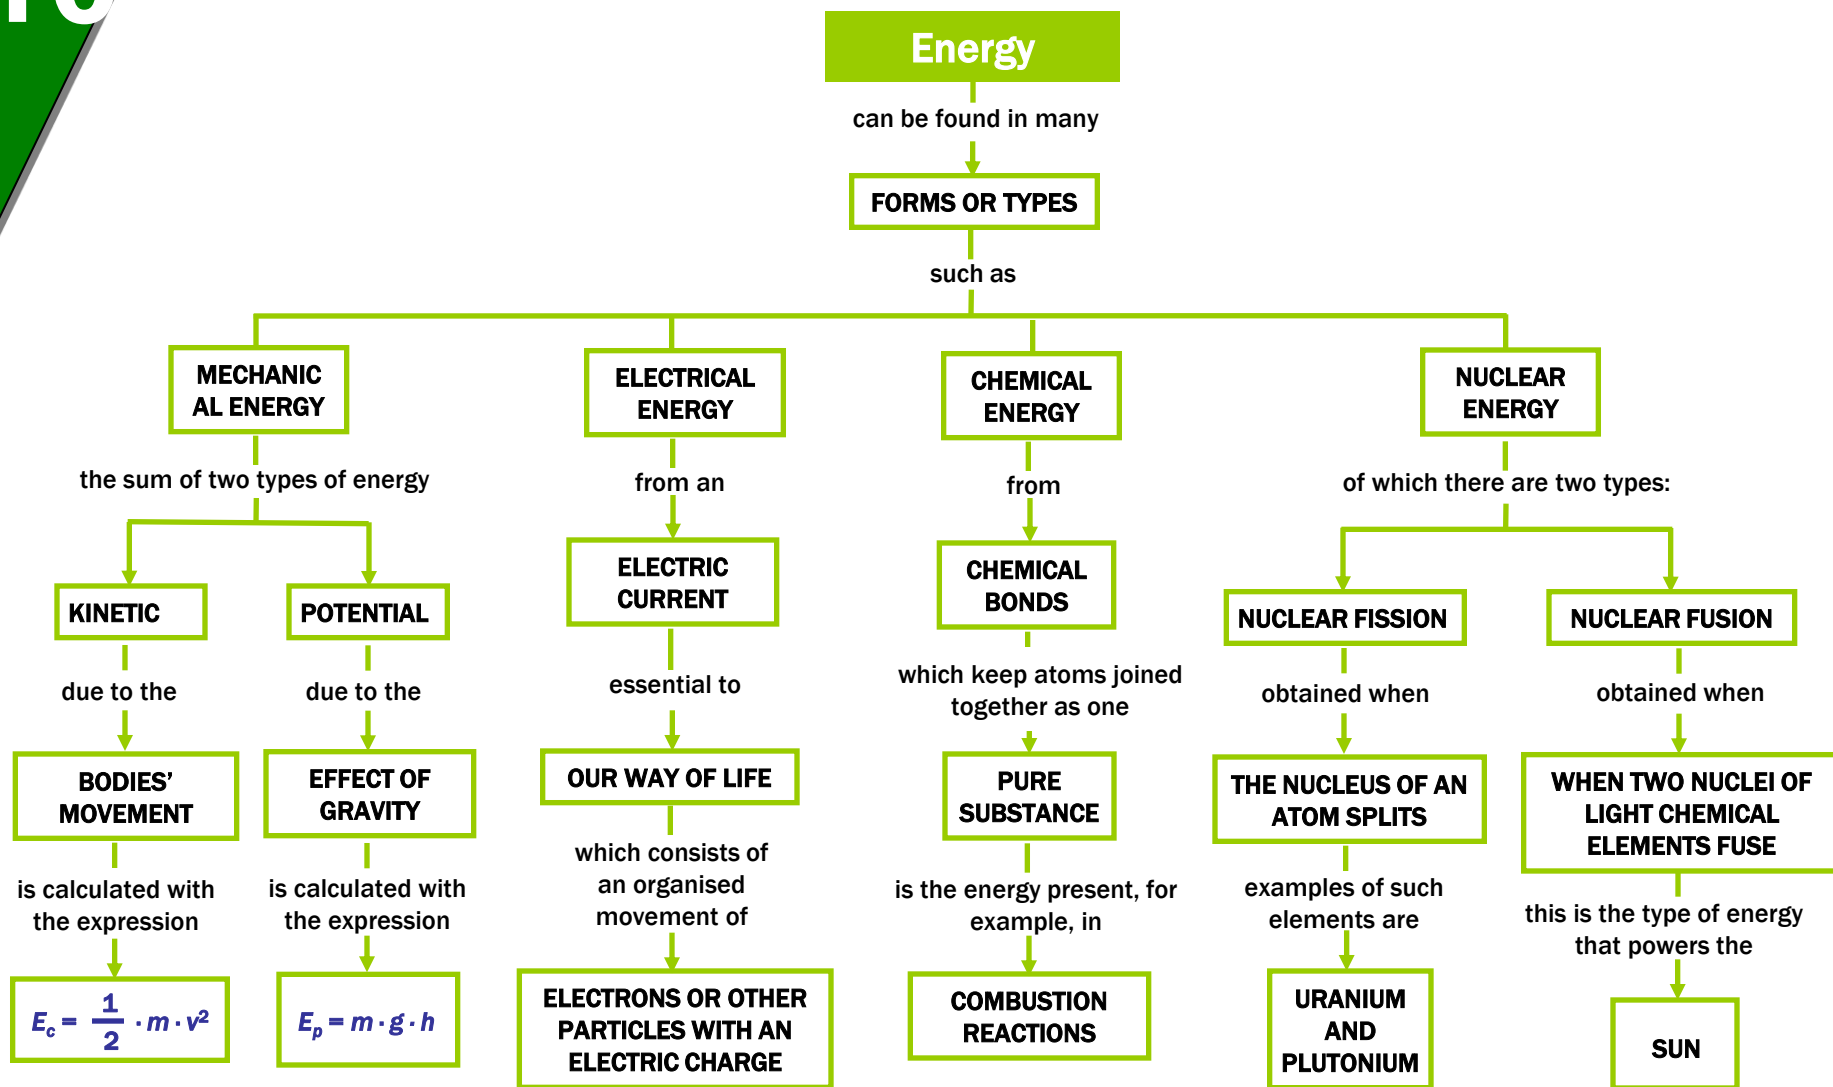 Energy
can be found in many
FORMS OR TYPES
such as
MECHANIC
AL ENERGY
the sum of two types of energy
KINETIC
due to the
BODIES’
MOVEMENT
is calculated with
the expression
E_c = 1/2 · m · v²
POTENTIAL
due to the
EFFECT OF
GRAVITY
is calculated with
the expression
E_p = m · g · h
ELECTRICAL
ENERGY
from an
ELECTRIC
CURRENT
essential to
OUR WAY OF LIFE
which consists of
an organised
movement of
ELECTRONS OR OTHER
PARTICLES WITH AN
ELECTRIC CHARGE
CHEMICAL
ENERGY
from
CHEMICAL
BONDS
which keep atoms joined
together as one
PURE
SUBSTANCE
is the energy present, for
example, in
COMBUSTION
REACTIONS
NUCLEAR
ENERGY
of which there are two types:
NUCLEAR FISSION
obtained when
THE NUCLEUS OF AN
ATOM SPLITS
examples of such
elements are
URANIUM
AND
PLUTONIUM
NUCLEAR FUSION
obtained when
WHEN TWO NUCLEI OF
LIGHT CHEMICAL
ELEMENTS FUSE
this is the type of energy
that powers the
SUN